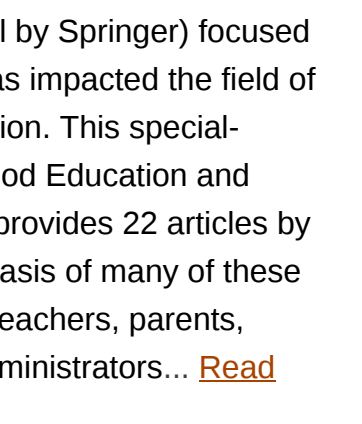 l by Springer) focused
as impacted the field of
ion. This special-
od Education and
provides 22 articles by
asis of many of these
eachers, parents,
ministrators... Read